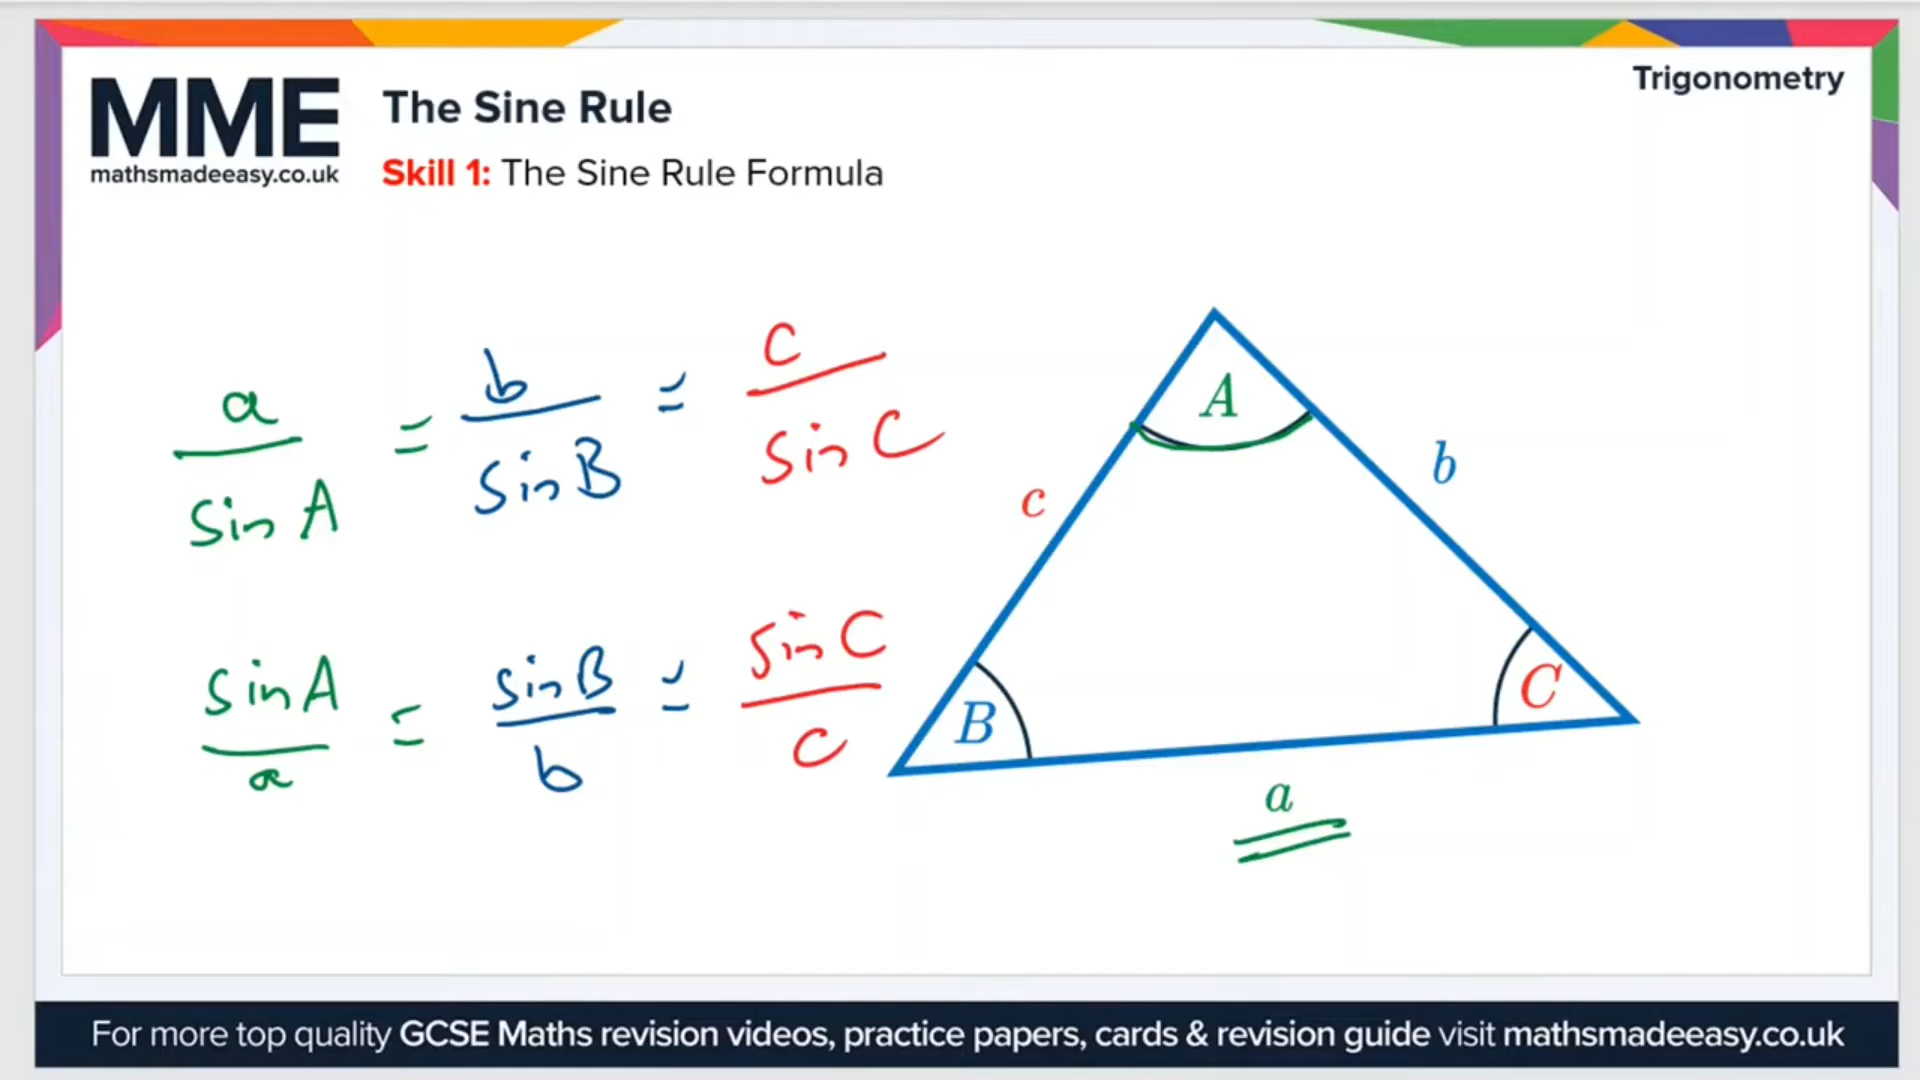 MME
mathsmadeeasy.co.uk
The Sine Rule
Skill 1: The Sine Rule Formula
Trigonometry
a/sin A = b/sin B = c/sin C
sin A/a = sin B/b = sin C/c
A
b
c
B
C
a
For more top quality GCSE Maths revision videos, practice papers, cards & revision guide visit mathsmadeeasy.co.uk